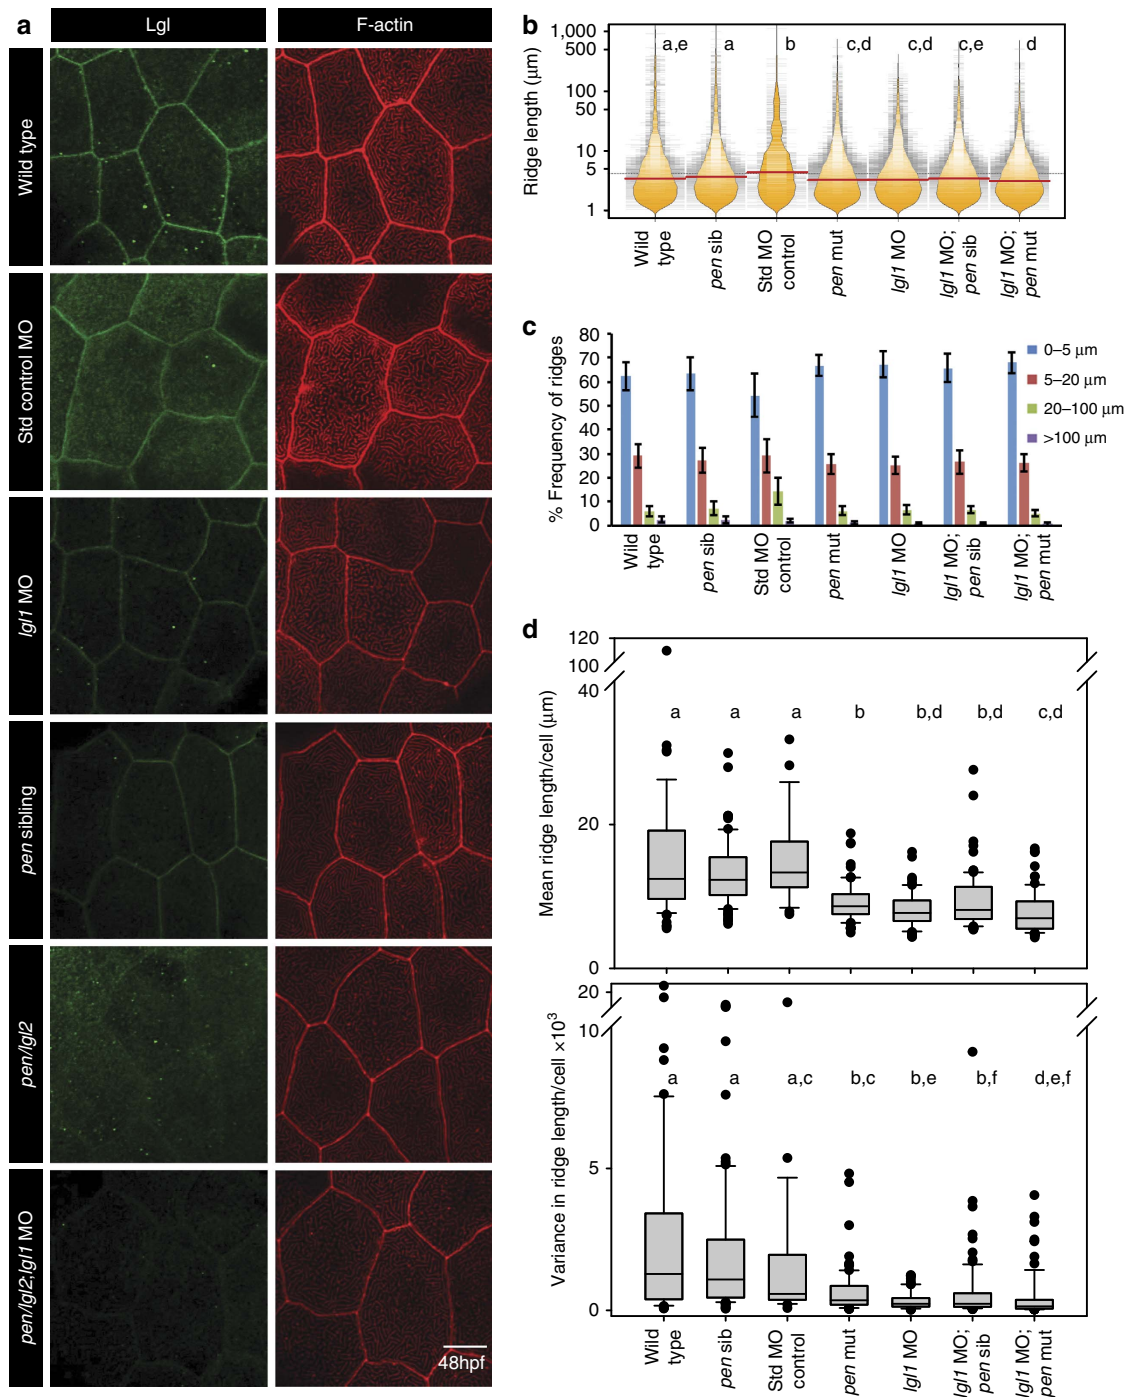 a
Lgl
F-actin
Wild type
Std control MO
lgl1 MO
pen sibling
pen/lgl2
pen/lgl2;lgl1 MO
48hpf
b
Ridge length (μm)
1,000
500
100
50
10
5
1
a,e
a
b
c,d
c,d
c,e
d
Wild type
pen sib
Std MO control
pen mut
lgl1 MO
lgl1 MO; pen sib
lgl1 MO; pen mut
c
% Frequency of ridges
80
70
60
50
40
30
20
10
0
0–5 μm
5–20 μm
20–100 μm
>100 μm
Wild type
pen sib
Std MO control
pen mut
lgl1 MO
lgl1 MO; pen sib
lgl1 MO; pen mut
d
Mean ridge length/cell (μm)
120
100
40
20
0
a
a
a
b
b,d
b,d
c,d
Variance in ridge length/cell ×10³
20
10
5
0
a
a
a,c
b,c
b,e
b,f
d,e,f
Wild type
pen sib
Std MO control
pen mut
lgl1 MO
lgl1 MO; pen sib
lgl1 MO; pen mut